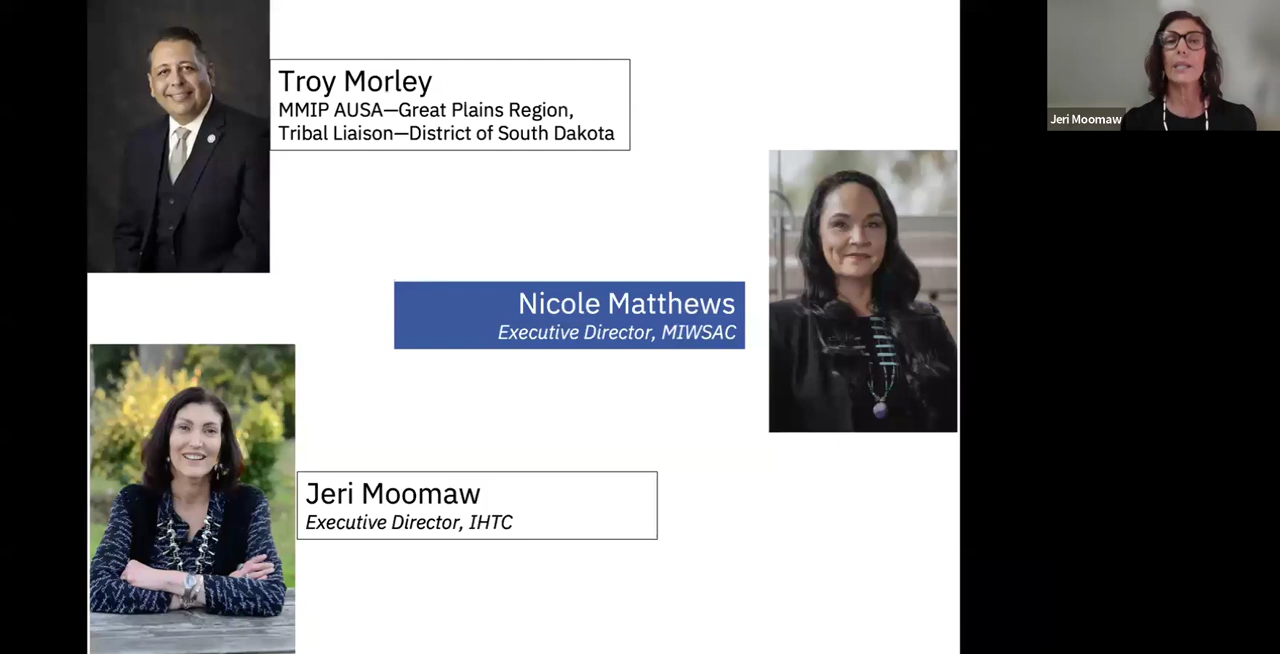 Troy Morley
MMIP AUSA—Great Plains Region,
Tribal Liaison—District of South Dakota
Jeri Moomaw
Nicole Matthews
Executive Director, MIWSAC
Jeri Moomaw
Executive Director, IHTC